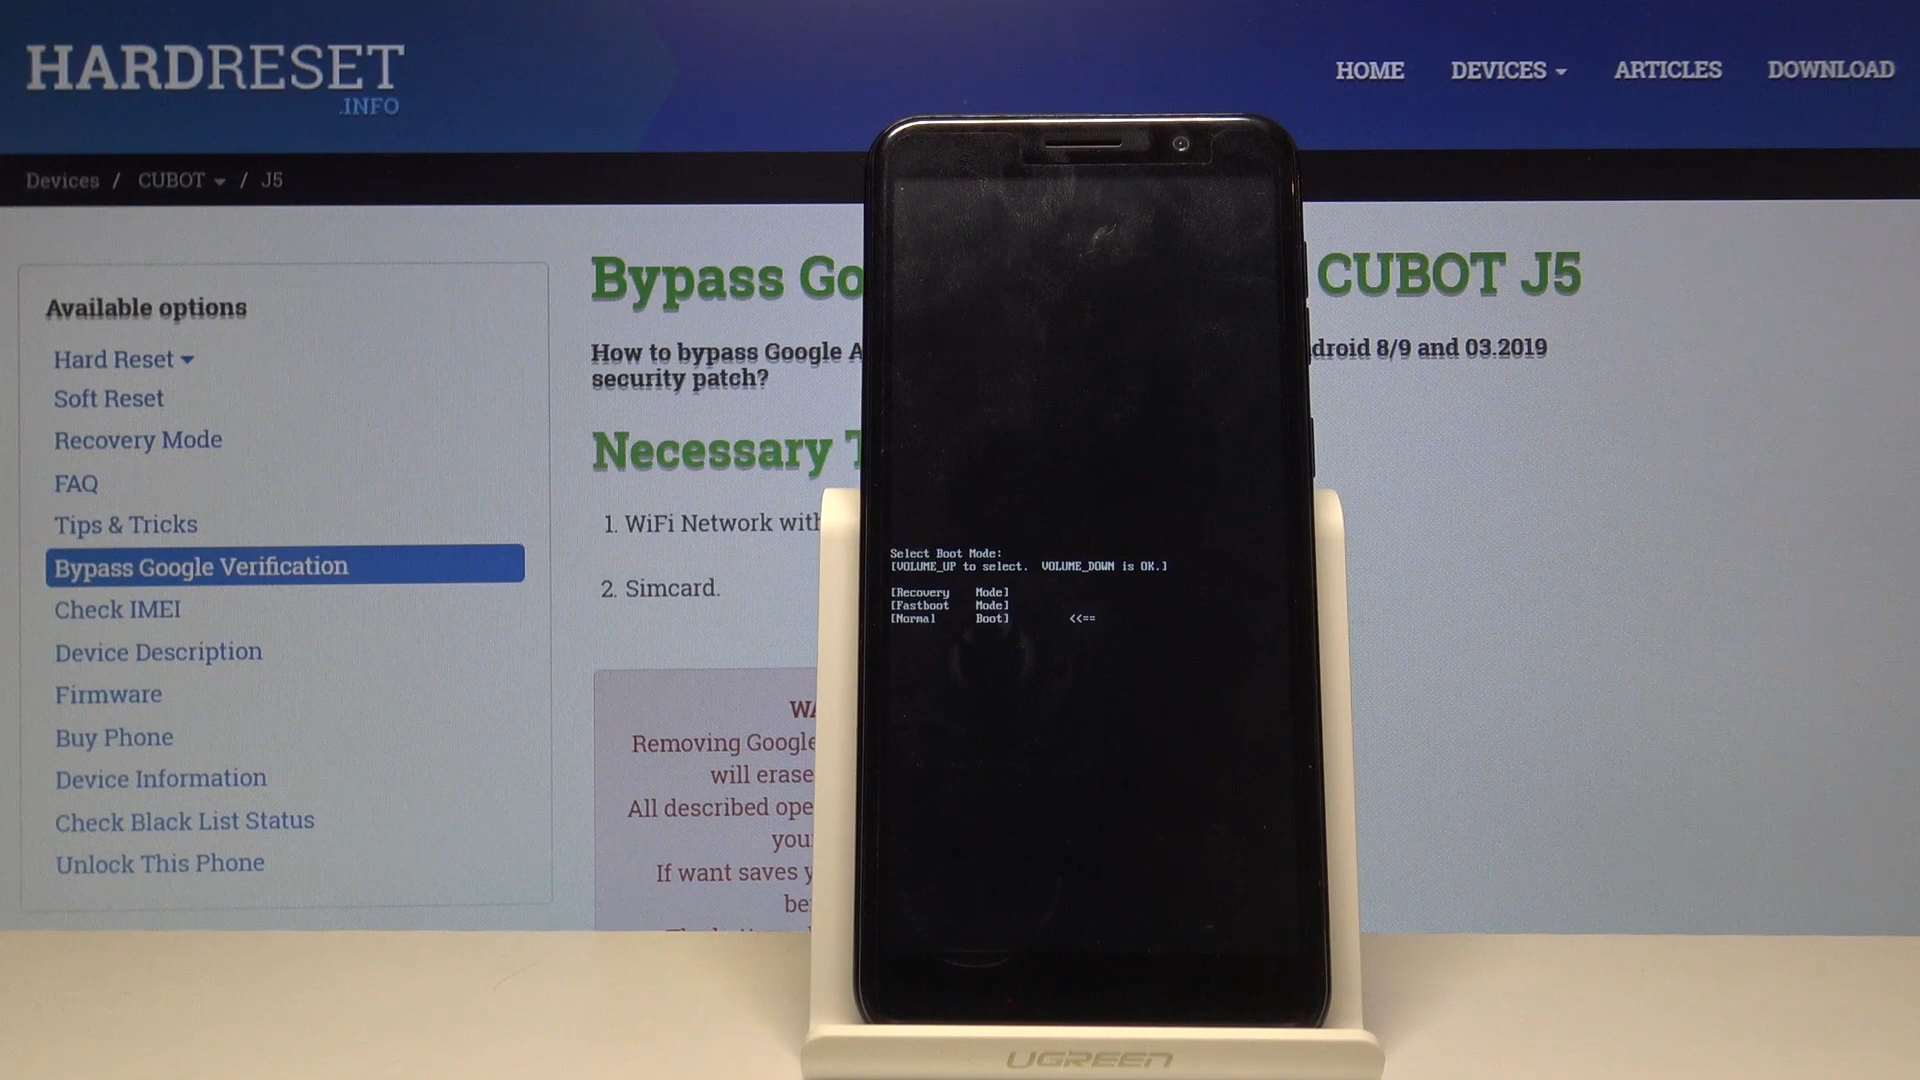 HARDRESET
.INFO
HOME DEVICES ARTICLES DOWNLOAD
Devices / CUBOT / J5
Available options
Hard Reset
Soft Reset
Recovery Mode
FAQ
Tips & Tricks
Bypass Google Verification
Check IMEI
Device Description
Firmware
Buy Phone
Device Information
Check Black List Status
Unlock This Phone
Bypass Go CUBOT J5
How to bypass Google A droid 8/9 and 03.2019
security patch?
Necessary
1. WiFi Network with
2. Simcard.
Removing Google
will erase
All described ope
you
If want saves y
be
Select Boot Mode:
[VOLUME_UP to select. VOLUME_DOWN is OK.]
[Recovery Mode]
[Fastboot Mode]
[Normal Boot] <<==
UGREEN